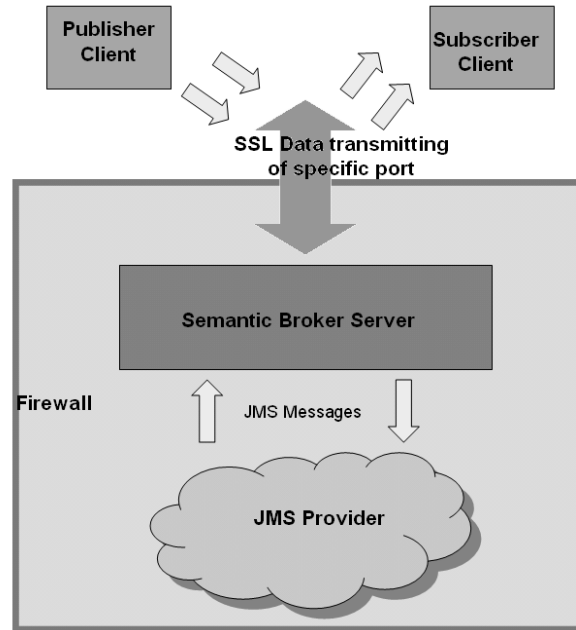 Publisher
Client
Subscriber
Client
SSL Data transmitting
of specific port
Semantic Broker Server
Firewall
JMS Messages
JMS Provider